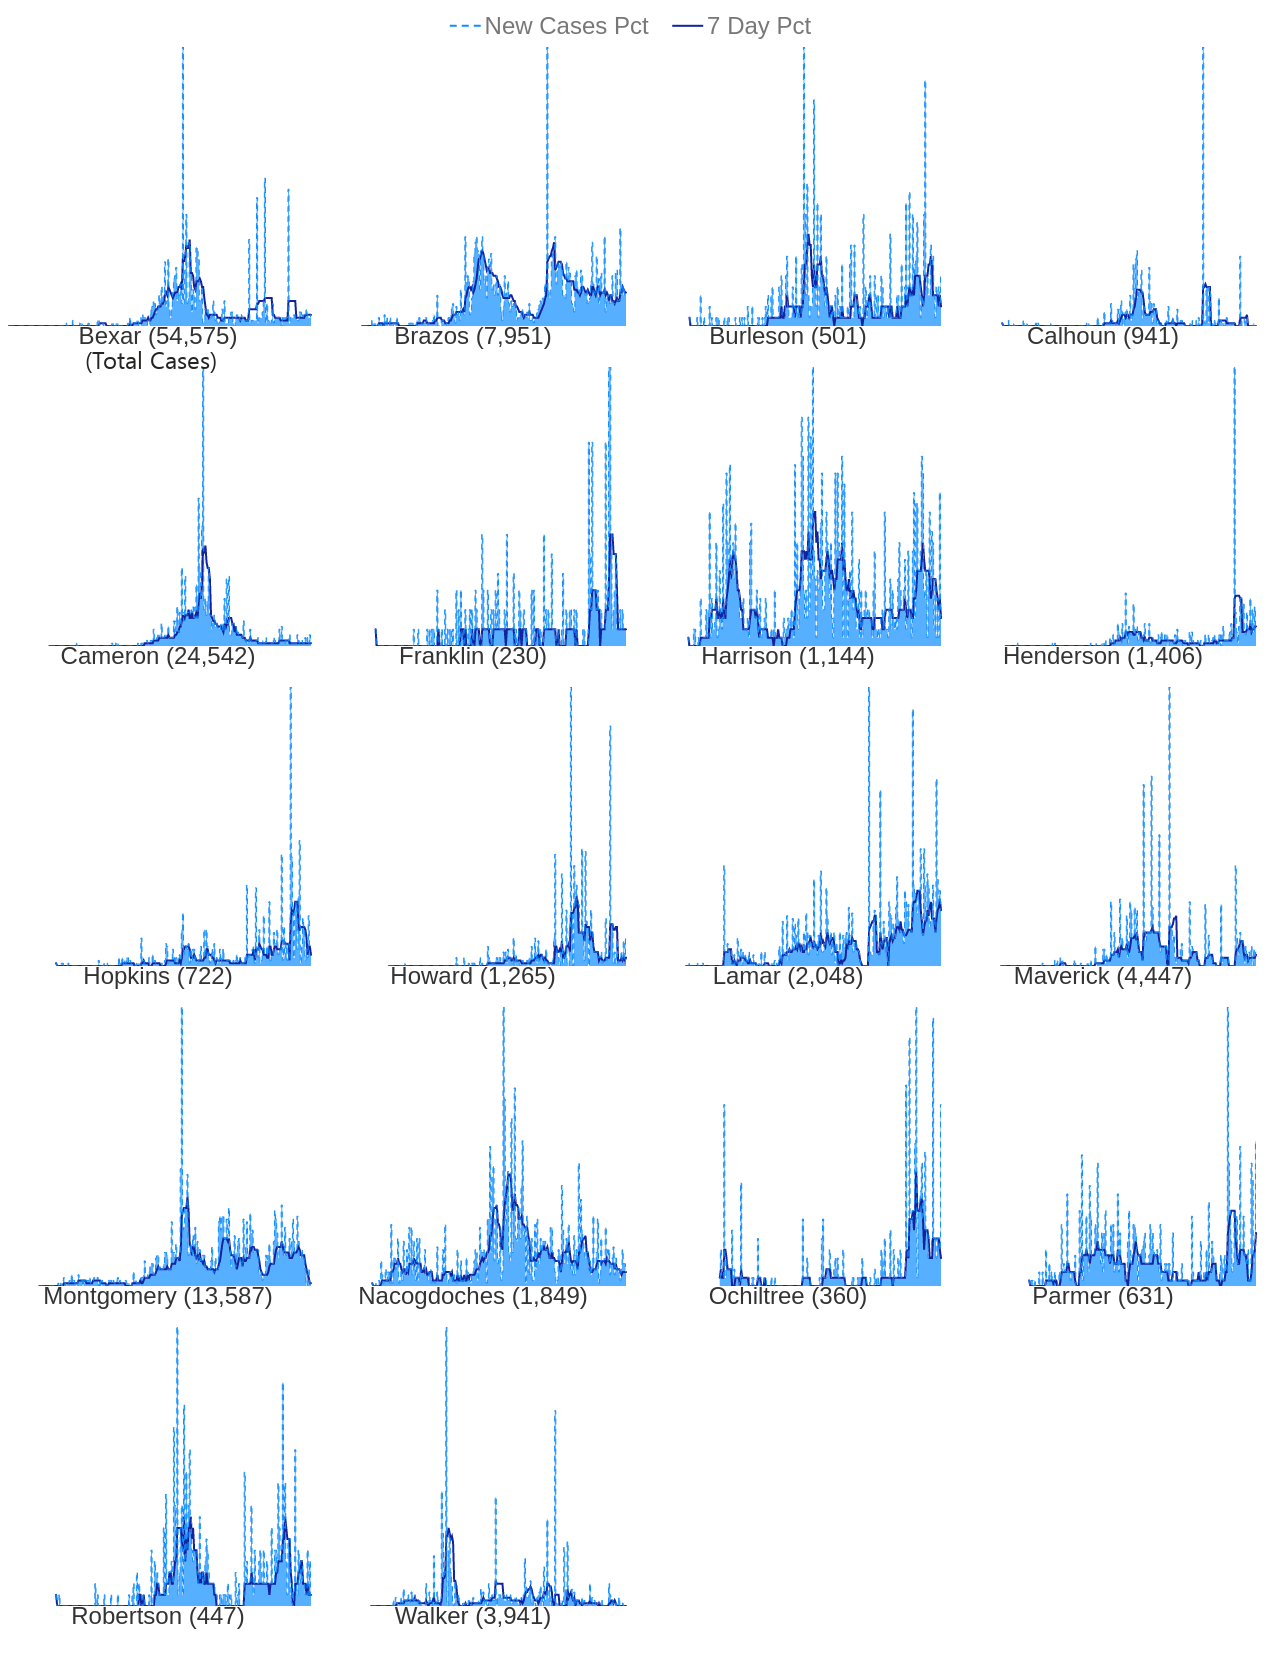 New Cases Pct 7 Day Pct
Bexar (54,575) Brazos (7,951) Burleson (501) Calhoun (941)
(Total Cases)
Cameron (24,542) Franklin (230) Harrison (1,144) Henderson (1,406)
Hopkins (722) Howard (1,265) Lamar (2,048) Maverick (4,447)
Montgomery (13,587) Nacogdoches (1,849) Ochiltree (360) Parmer (631)
Robertson (447) Walker (3,941)